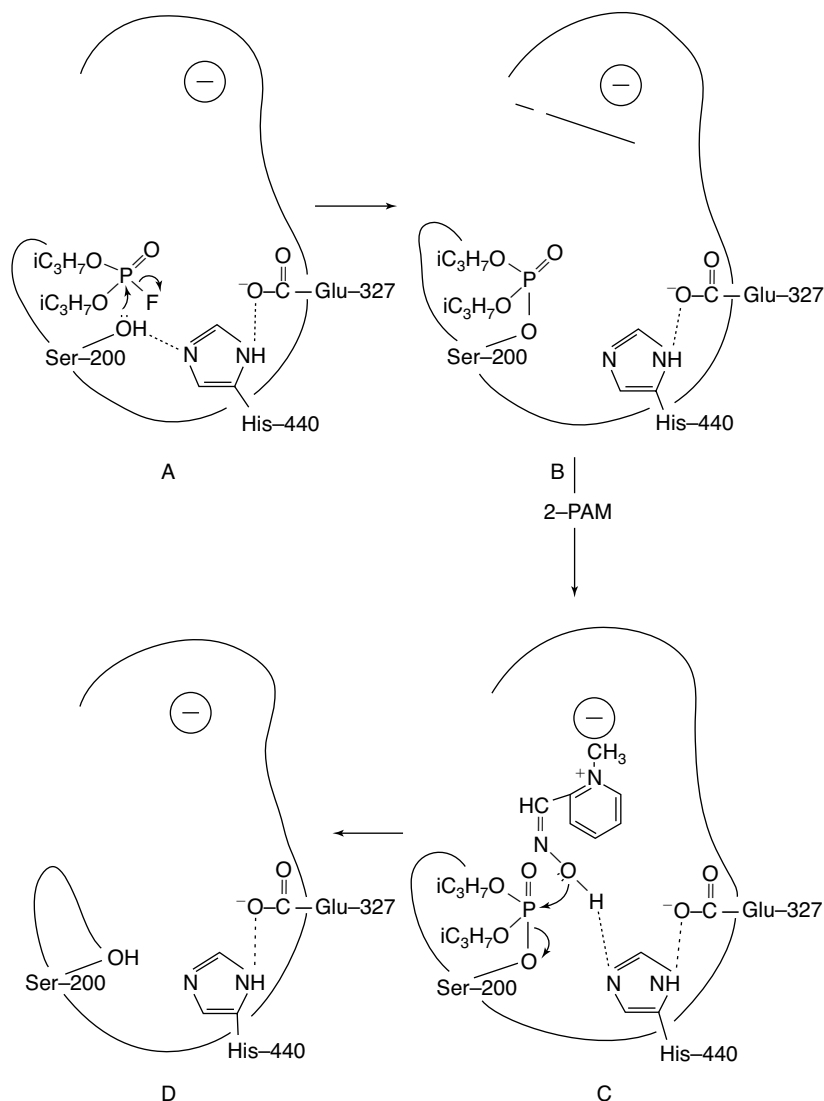 −
iC3H7O
O
P
iC3H7O
F
OH
Ser–200
N
NH
−O–C–Glu–327
O
His–440
A
−
iC3H7O
O
P
iC3H7O
O
Ser–200
N
NH
−O–C–Glu–327
O
His–440
B
2–PAM
−
CH3
+N
HC
N
O
H
O
iC3H7O
P
iC3H7O
O
Ser–200
N
NH
−O–C–Glu–327
O
His–440
C
−
OH
Ser–200
N
NH
−O–C–Glu–327
O
His–440
D